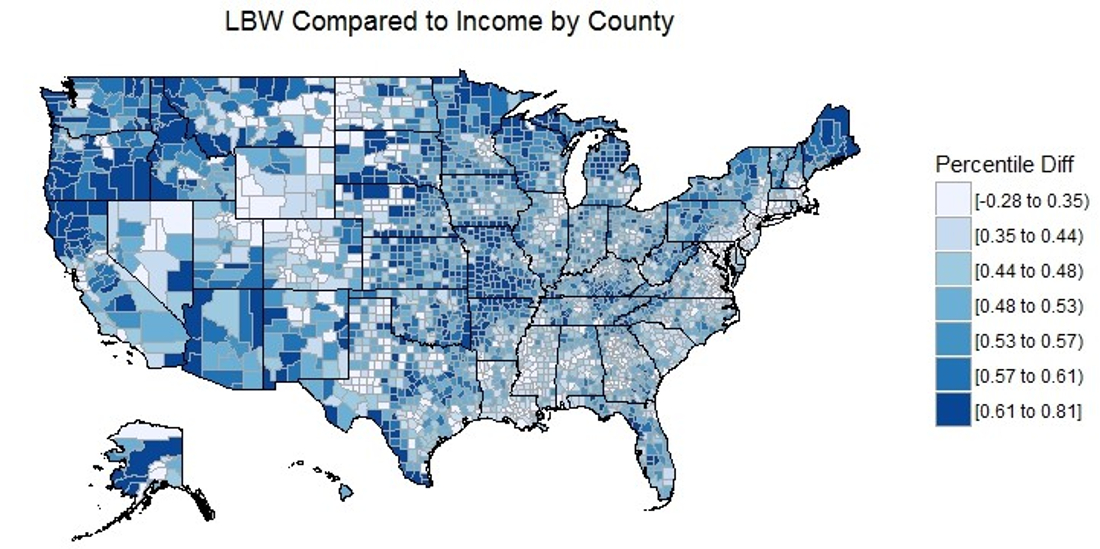 LBW Compared to Income by County
Percentile Diff
[-0.28 to 0.35)
[0.35 to 0.44)
[0.44 to 0.48)
[0.48 to 0.53)
[0.53 to 0.57)
[0.57 to 0.61)
[0.61 to 0.81]